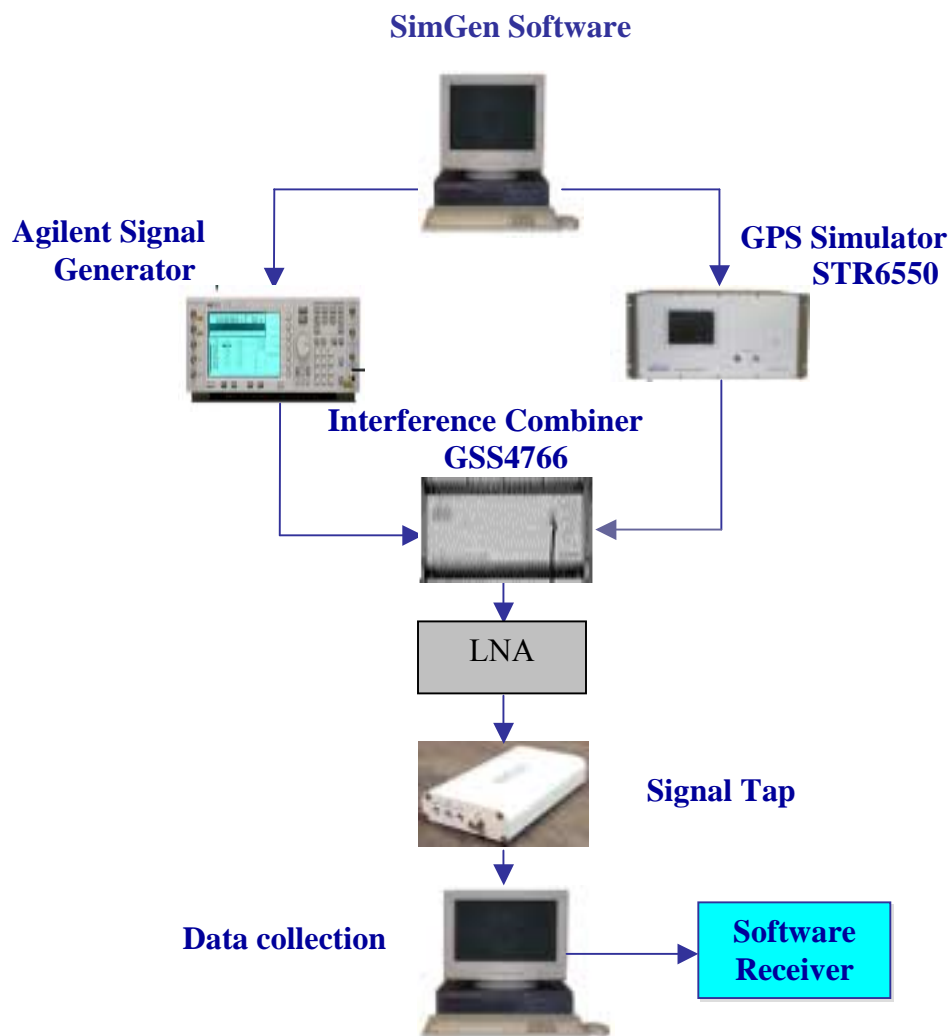 SimGen Software
Agilent Signal
Generator
GPS Simulator
STR6550
Interference Combiner
GSS4766
LNA
Signal Tap
Data collection
Software
Receiver